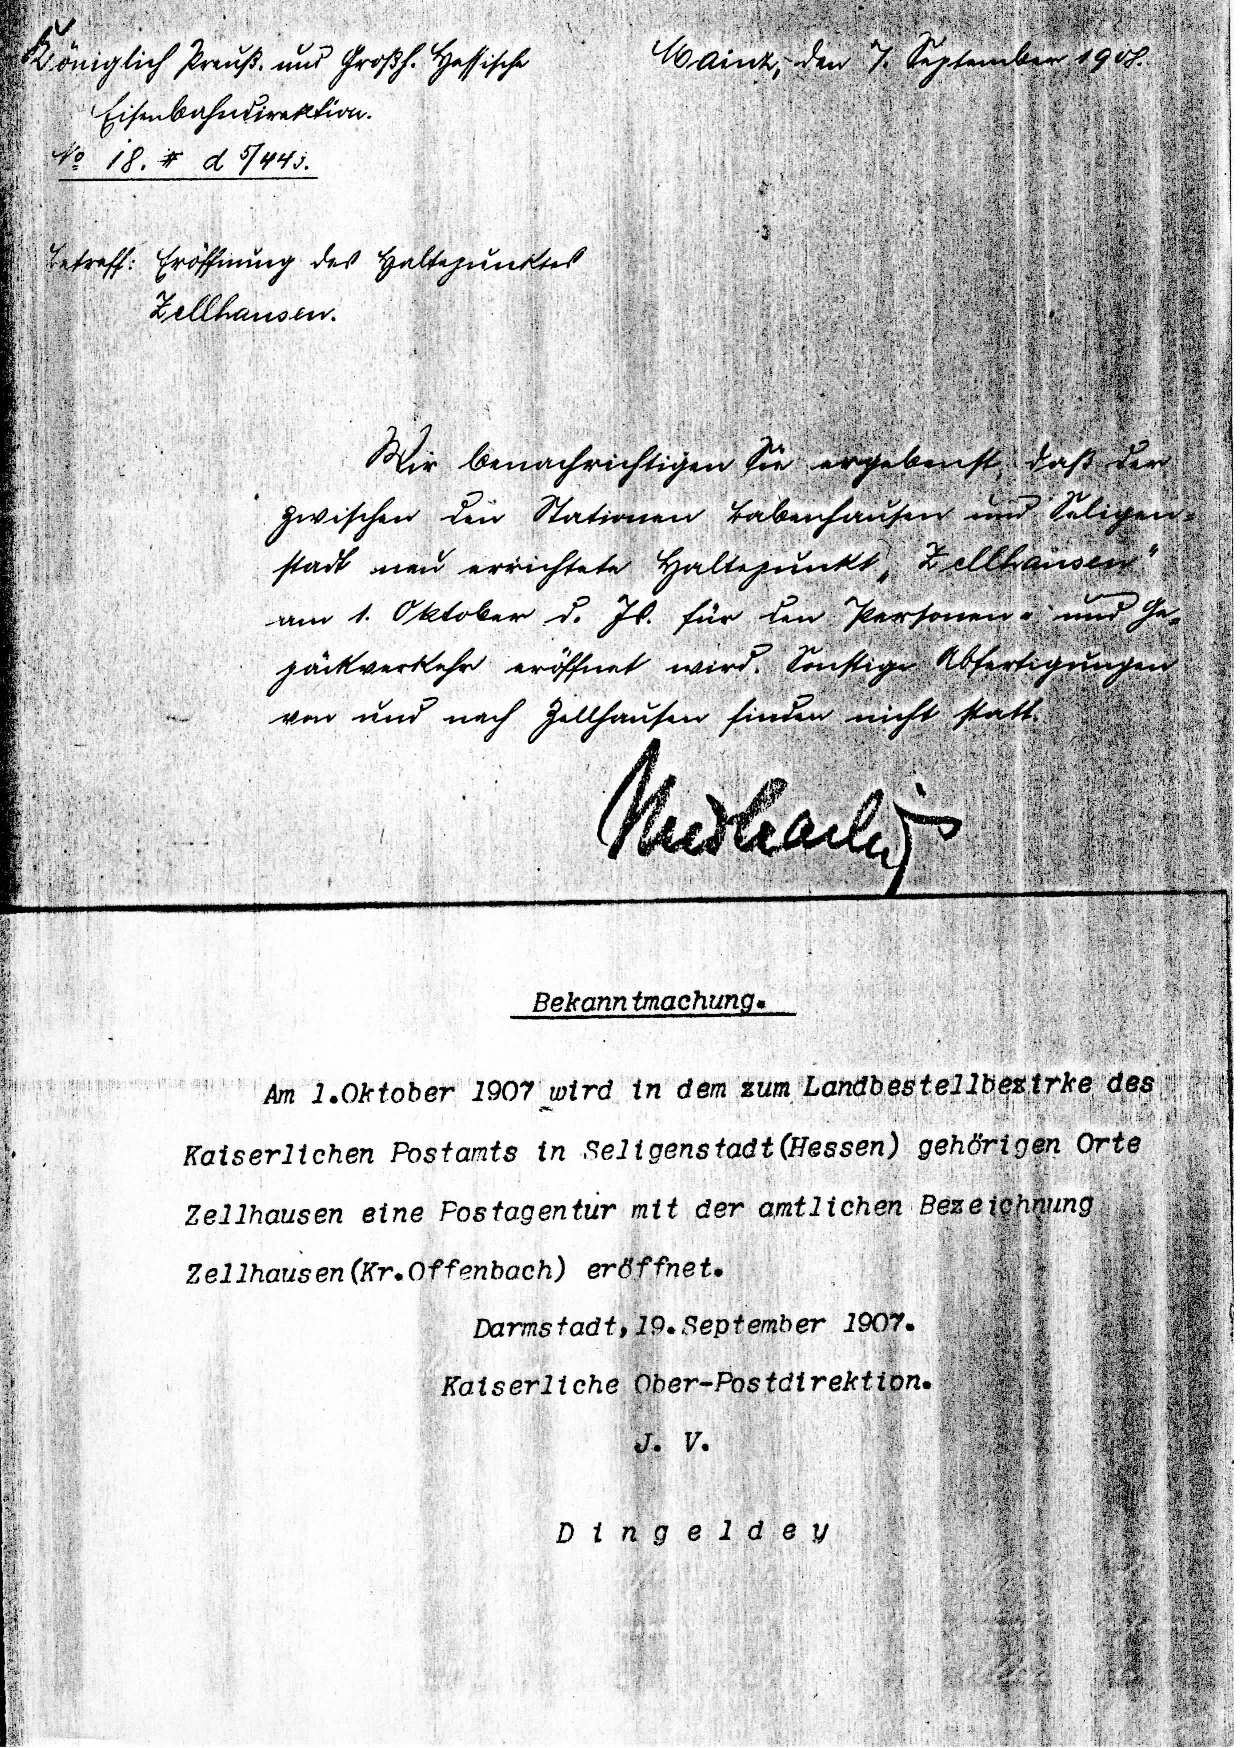 Königlich Preuß. und Großh. Hessische
Eisenbahndirektion.
Mainz, den 7. September 1908.
No 18. d 5/443.
Betreff: Eröffnung des Haltepunktes
Zellhausen.
Wir benachrichtigen Sie ergebenst, daß der
zwischen den Stationen Babenhausen und Seligen=
stadt neu errichtete Haltepunkt „Zellhausen"
am 1. Oktober d. Js. für den Personen= und Ge=
päckverkehr eröffnet wird. Sonstige Abfertigungen
von und nach Zellhausen finden nicht statt.
Bekanntmachung.
Am 1.Oktober 1907 wird in dem zum Landbestellbezirke des
Kaiserlichen Postamts in Seligenstadt(Hessen) gehörigen Orte
Zellhausen eine Postagentur mit der amtlichen Bezeichnung
Zellhausen(Kr.Offenbach) eröffnet.
Darmstadt,19.September 1907.
Kaiserliche Ober-Postdirektion.
J. V.
D i n g e l d e y